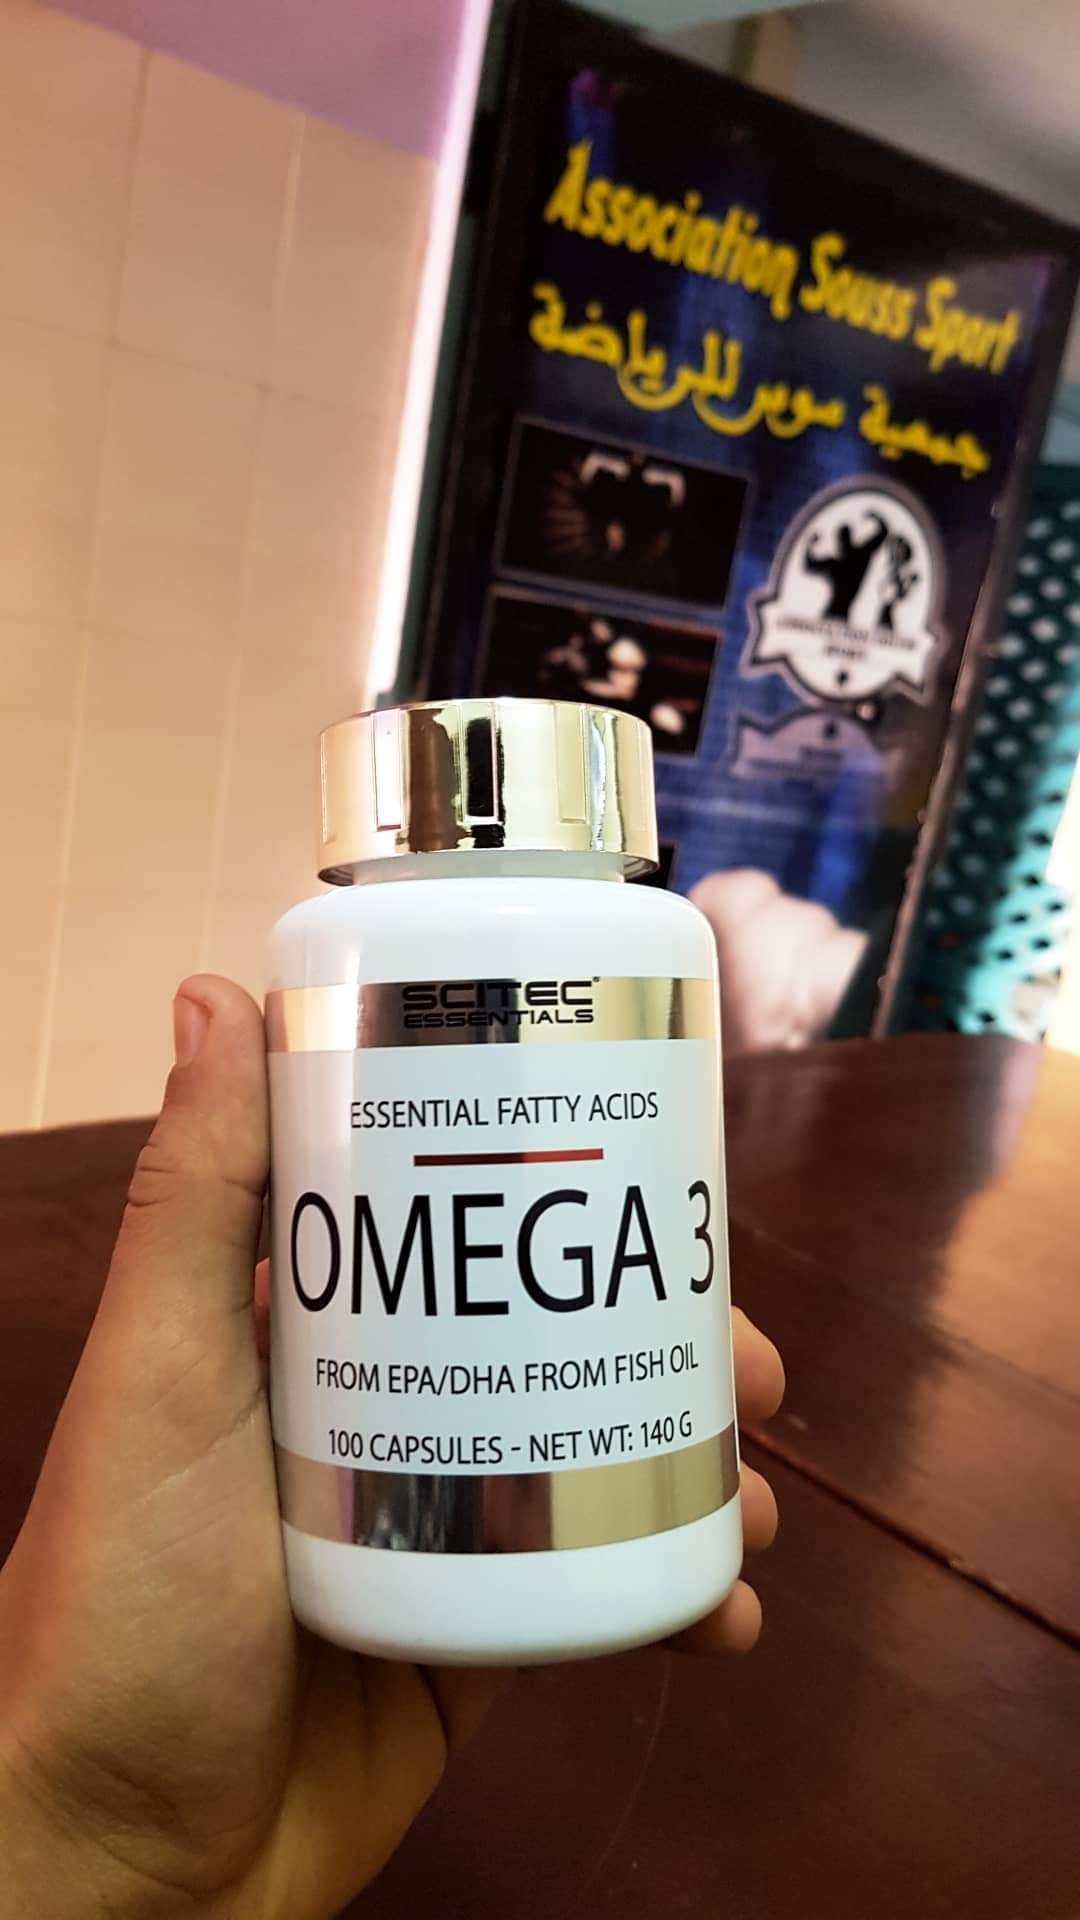 Association Souss Sport
جمعية سوس للرياضة
SCITEC
ESSENTIALS
ESSENTIAL FATTY ACIDS
OMEGA 3
FROM EPA/DHA FROM FISH OIL
100 CAPSULES - NET WT: 140 G